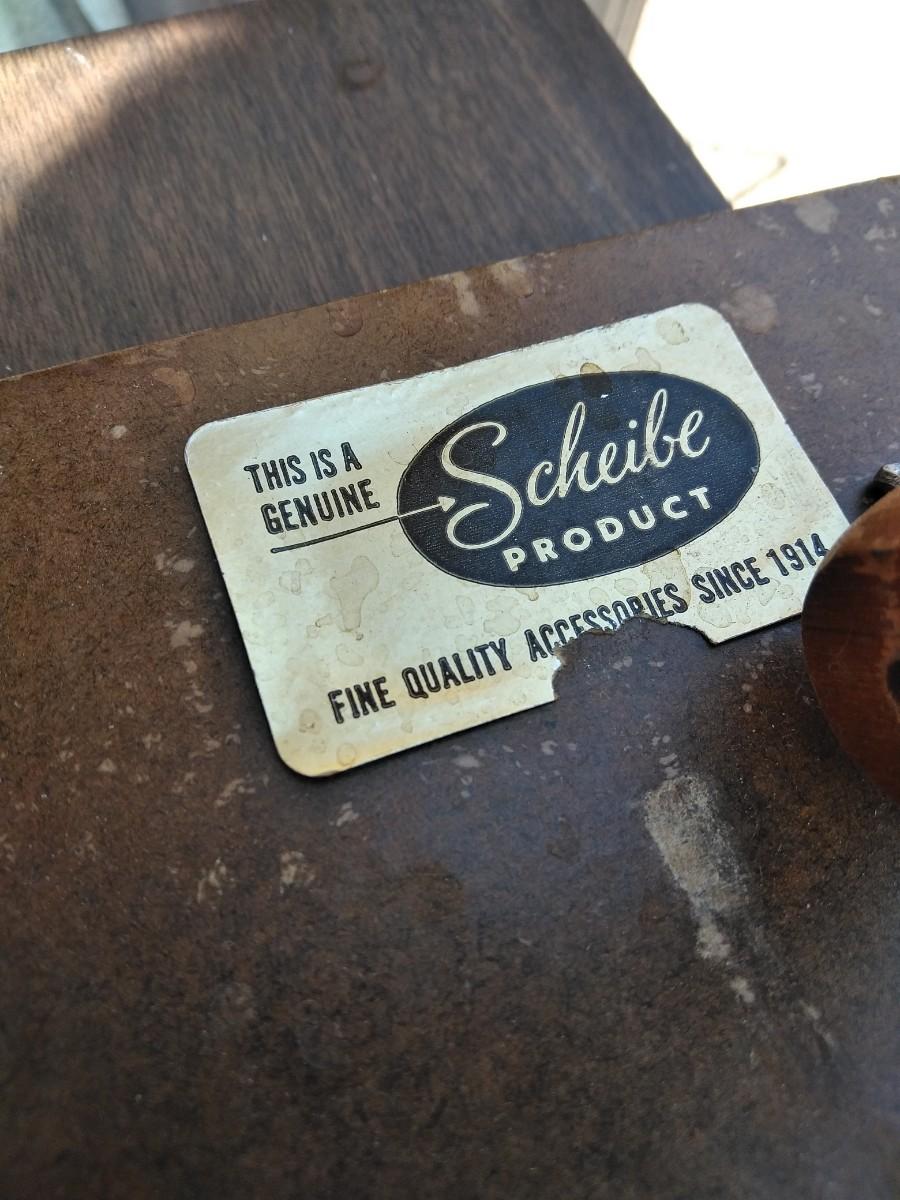 THIS IS A
GENUINE
Scheibe
PRODUCT
FINE QUALITY ACCESSORIES SINCE 1914